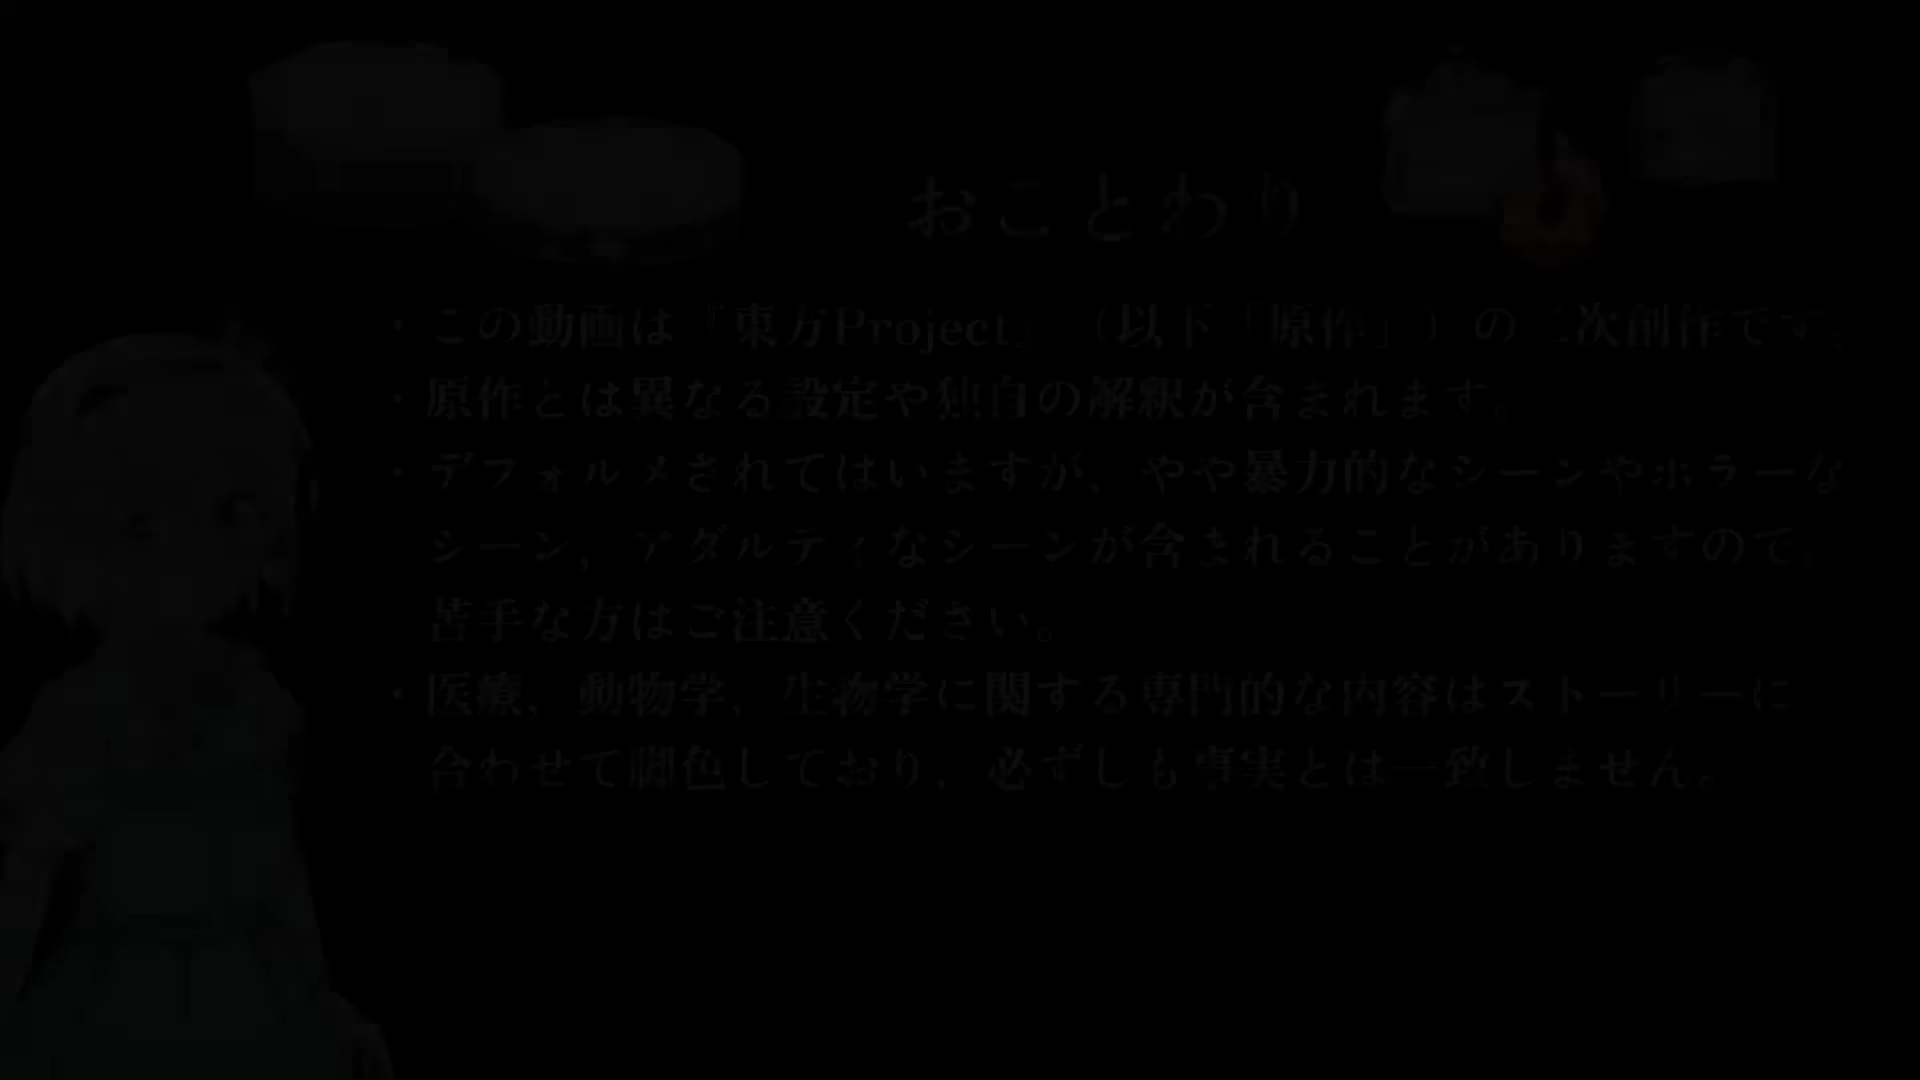 おことわり
・この動画は『東方Project』（以下「原作」）の二次創作です。
・原作とは異なる設定や独自の解釈が含まれます。
・デフォルメされてはいますが、やや暴力的なシーンやホラーな
シーン，アダルティなシーンが含まれることがありますので，
苦手な方はご注意ください。
・医療、動物学、生物学に関する専門的な内容はストーリーに
合わせて脚色しており、必ずしも事実とは一致しません。